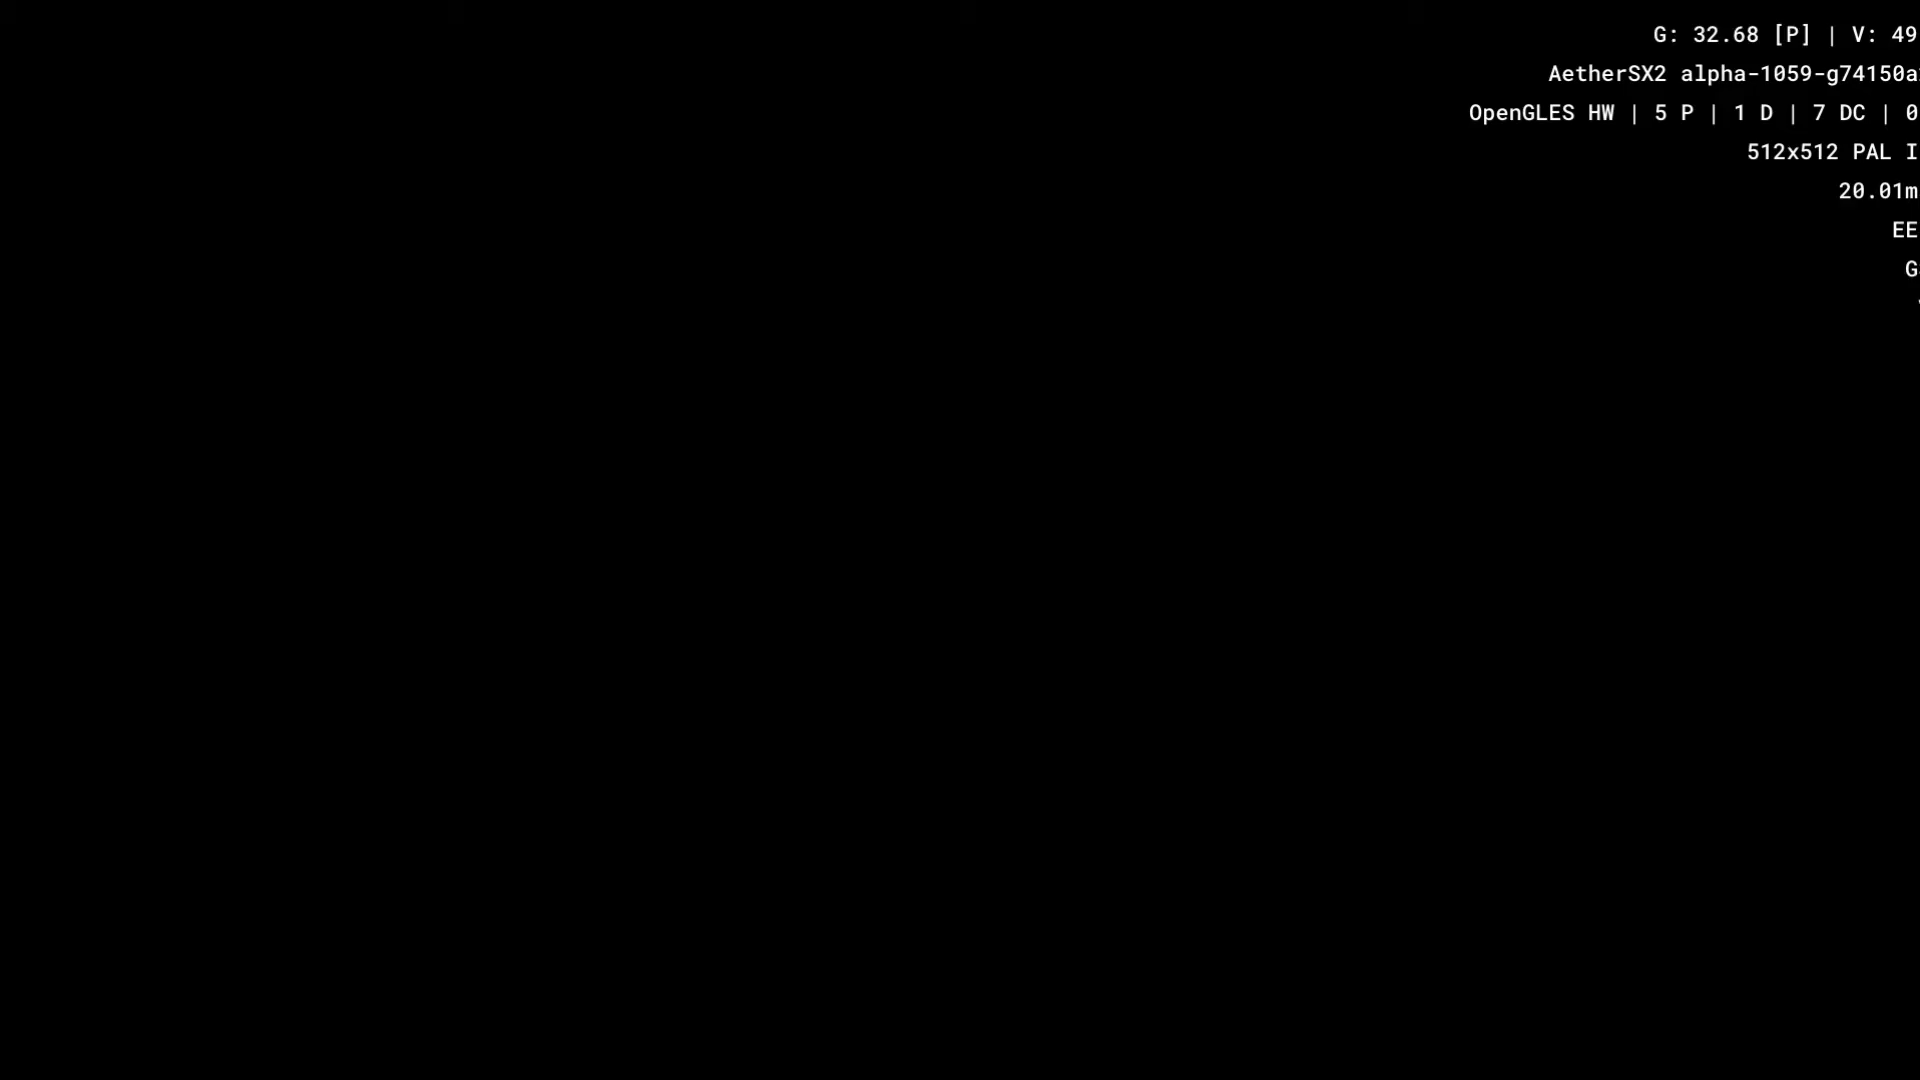 G: 32.68 [P] | V: 49
AetherSX2 alpha-1059-g74150a
OpenGLES HW | 5 P | 1 D | 7 DC | 0
512x512 PAL I
20.01m
EE
G